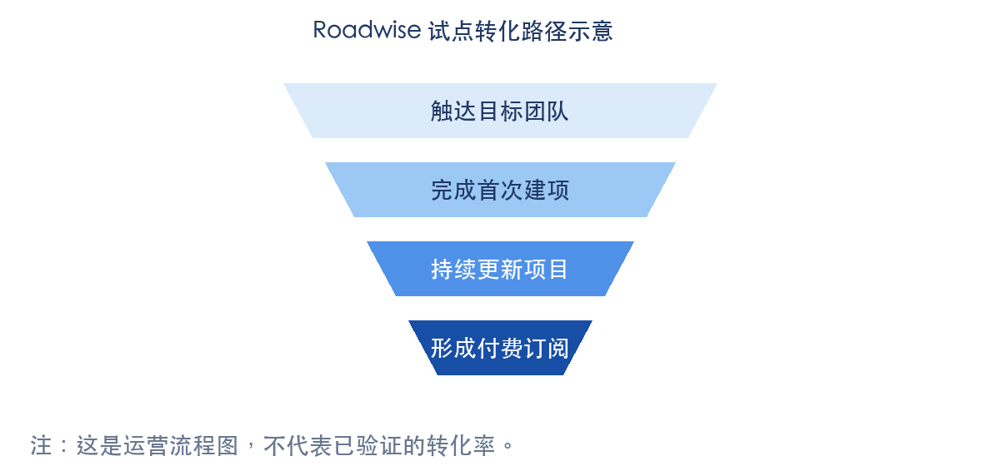 Roadwise 试点转化路径示意
触达目标团队
完成首次建项
持续更新项目
形成付费订阅
注：这是运营流程图，不代表已验证的转化率。